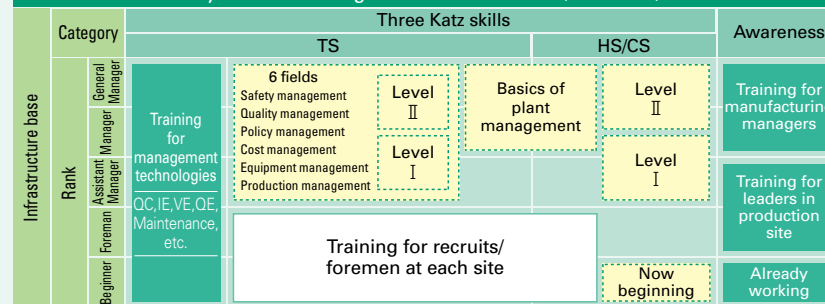 Category
Three Katz skills
Awareness
TS
HS/CS
Infrastructure base
Rank
General
Manager
Manager
Assistant
Manager
Foreman
Beginner
Training
for
management
technologies
QC,IE,VE,QE,
Maintenance,
etc.
6 fields
Safety management
Quality management
Policy management
Cost management
Equipment management
Production management
Level
Ⅱ
Level
Ⅰ
Basics of
plant
management
Level
Ⅱ
Level
Ⅰ
Training for
manufacturing
managers
Training for
leaders in
production
site
Training for recruits/
foremen at each site
Now
beginning
Already
working